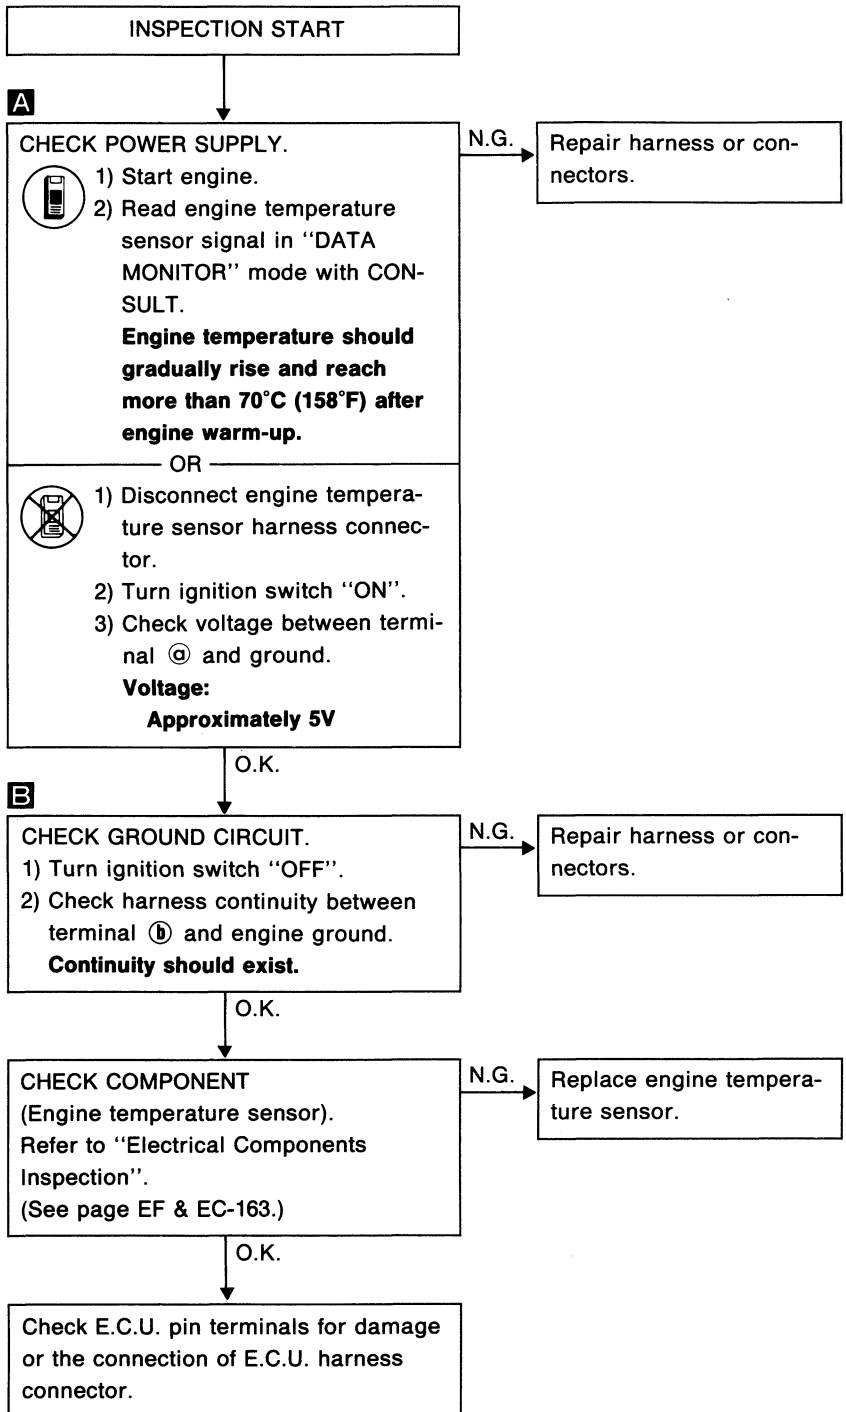 INSPECTION START
A
CHECK POWER SUPPLY.
1) Start engine.
2) Read engine temperature
sensor signal in "DATA
MONITOR" mode with CON-
SULT.
Engine temperature should
gradually rise and reach
more than 70°C (158°F) after
engine warm-up.
OR
1) Disconnect engine tempera-
ture sensor harness connec-
tor.
2) Turn ignition switch "ON".
3) Check voltage between termi-
nal ⓐ and ground.
Voltage:
Approximately 5V
N.G.
Repair harness or con-
nectors.
O.K.
B
CHECK GROUND CIRCUIT.
1) Turn ignition switch "OFF".
2) Check harness continuity between
terminal ⓑ and engine ground.
Continuity should exist.
N.G.
Repair harness or con-
nectors.
O.K.
CHECK COMPONENT
(Engine temperature sensor).
Refer to "Electrical Components
Inspection".
(See page EF & EC-163.)
N.G.
Replace engine tempera-
ture sensor.
O.K.
Check E.C.U. pin terminals for damage
or the connection of E.C.U. harness
connector.